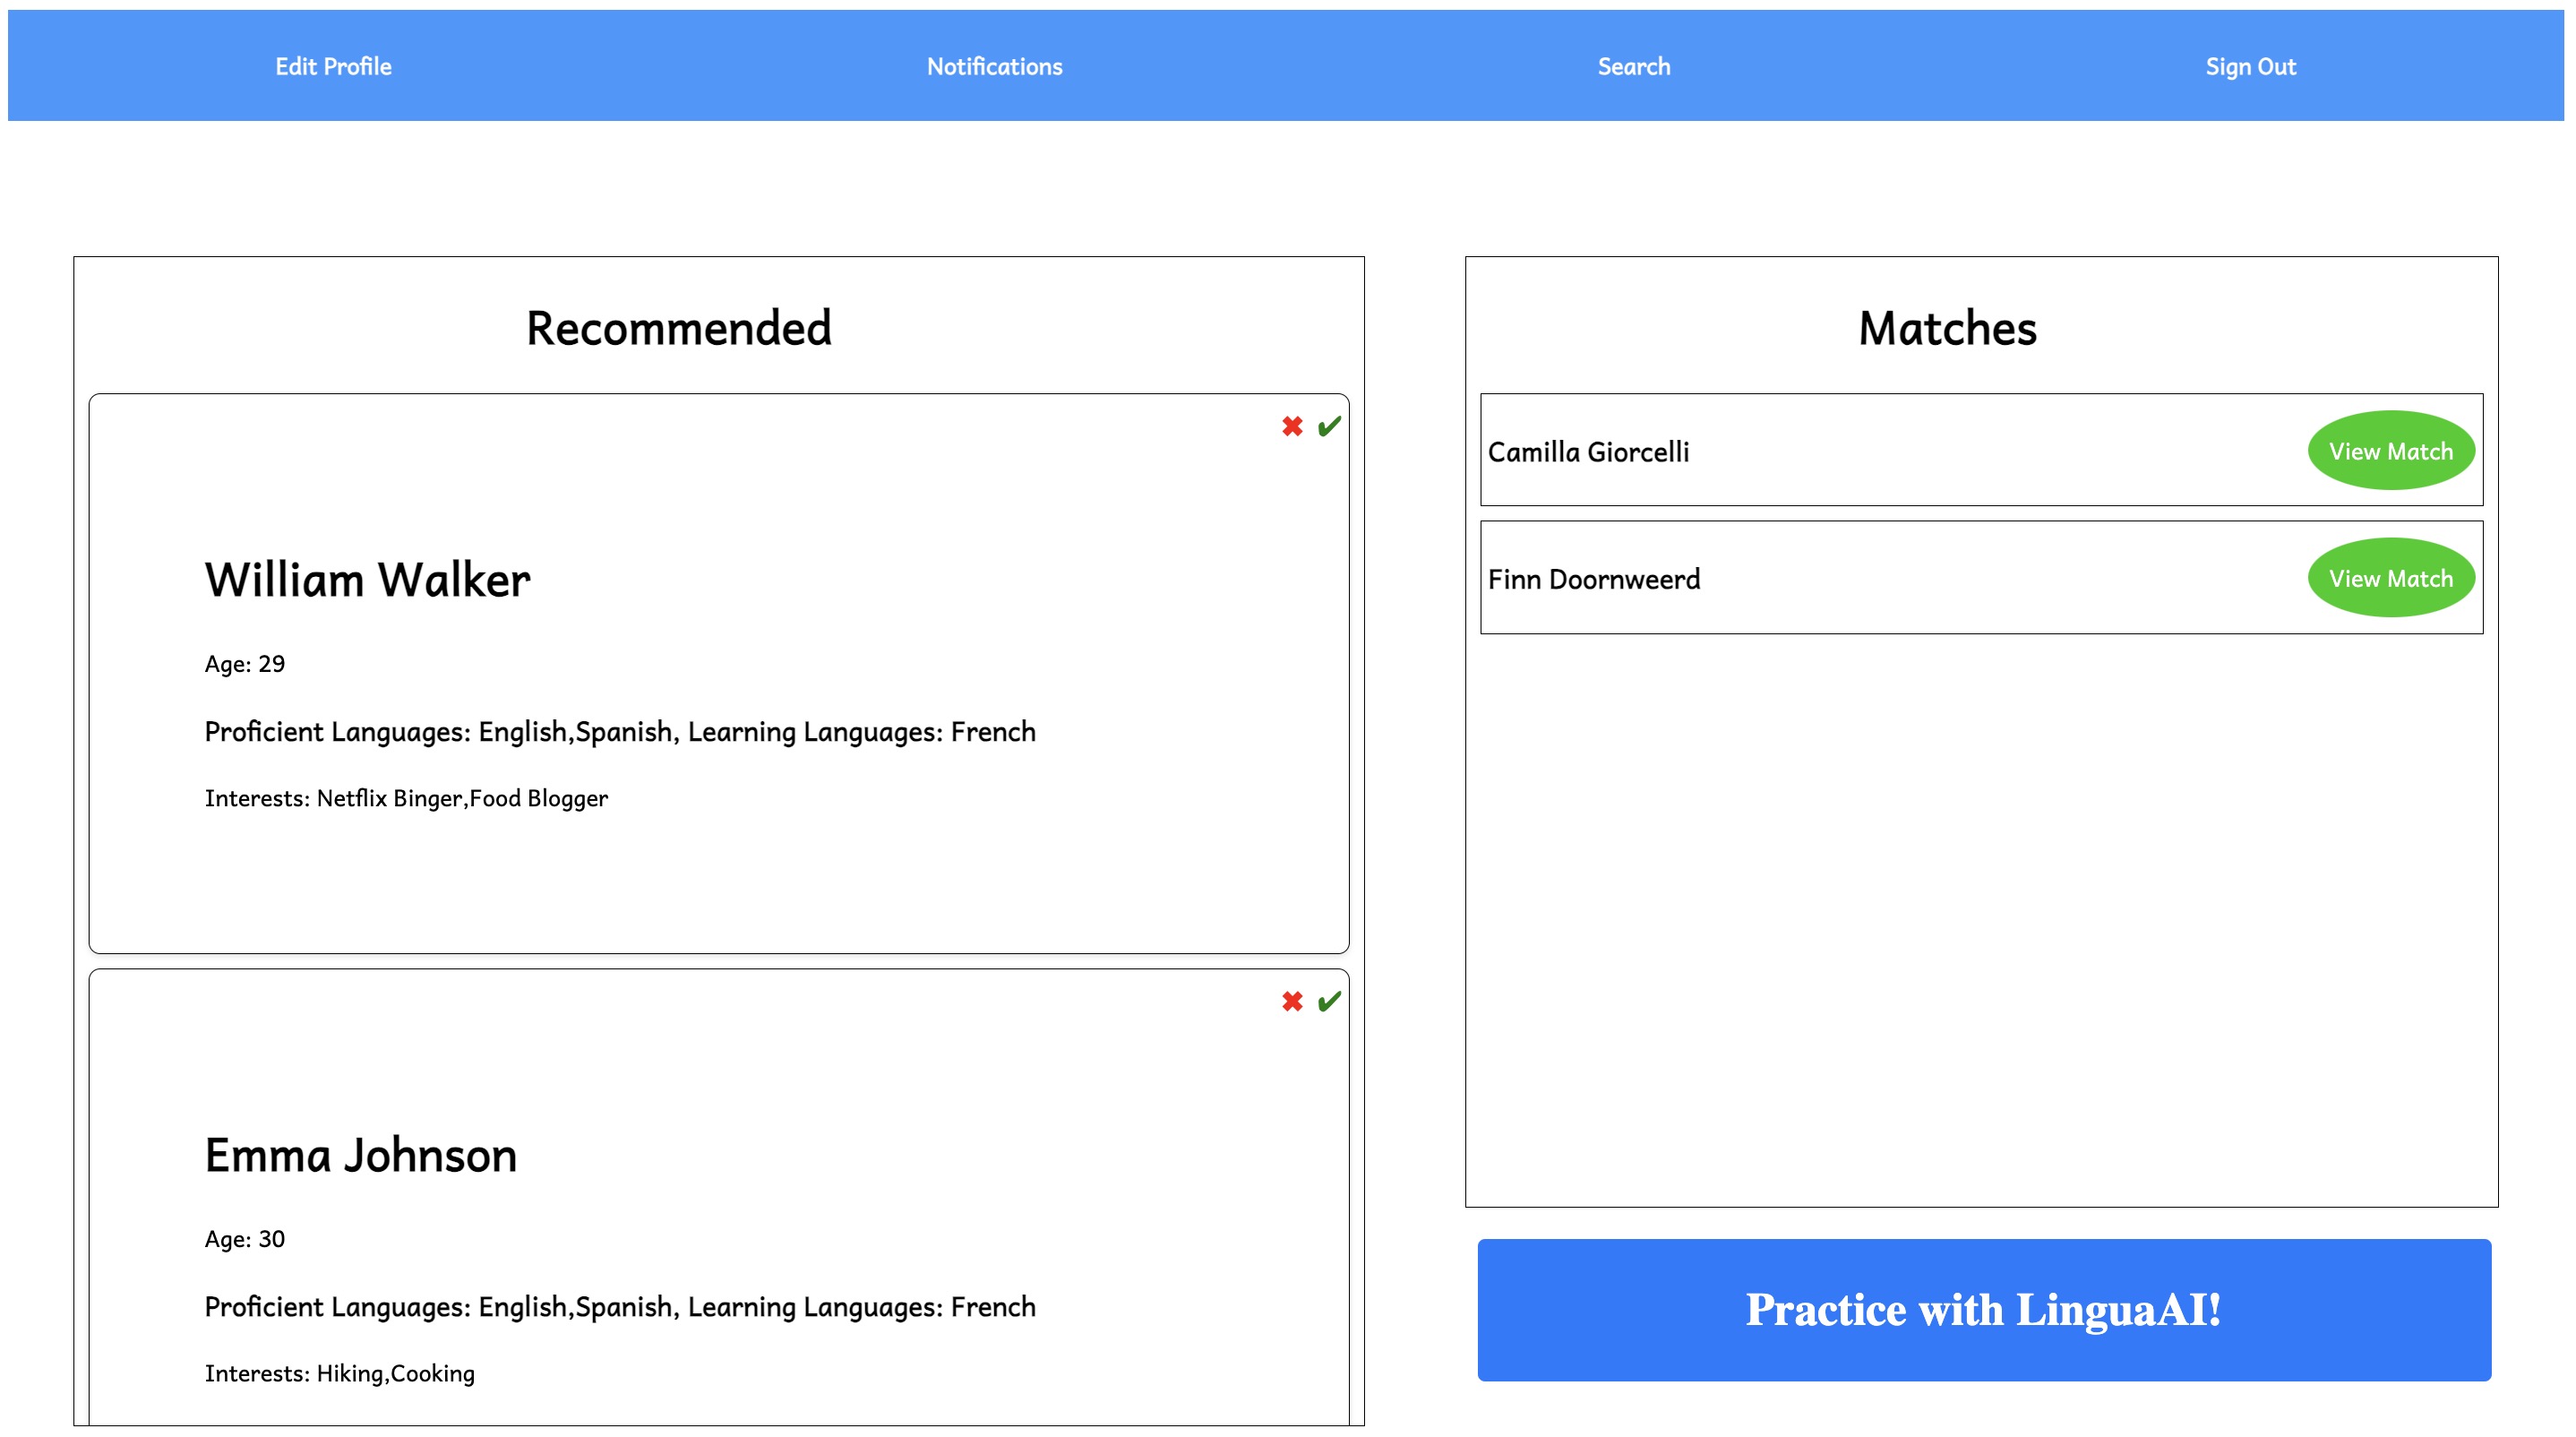 Edit Profile
Notifications
Search
Sign Out
Recommended
✖ ✔
William Walker
Age: 29
Proficient Languages: English,Spanish, Learning Languages: French
Interests: Netflix Binger,Food Blogger
✖ ✔
Emma Johnson
Age: 30
Proficient Languages: English,Spanish, Learning Languages: French
Interests: Hiking,Cooking
Matches
Camilla Giorcelli
View Match
Finn Doornweerd
View Match
Practice with LinguaAI!